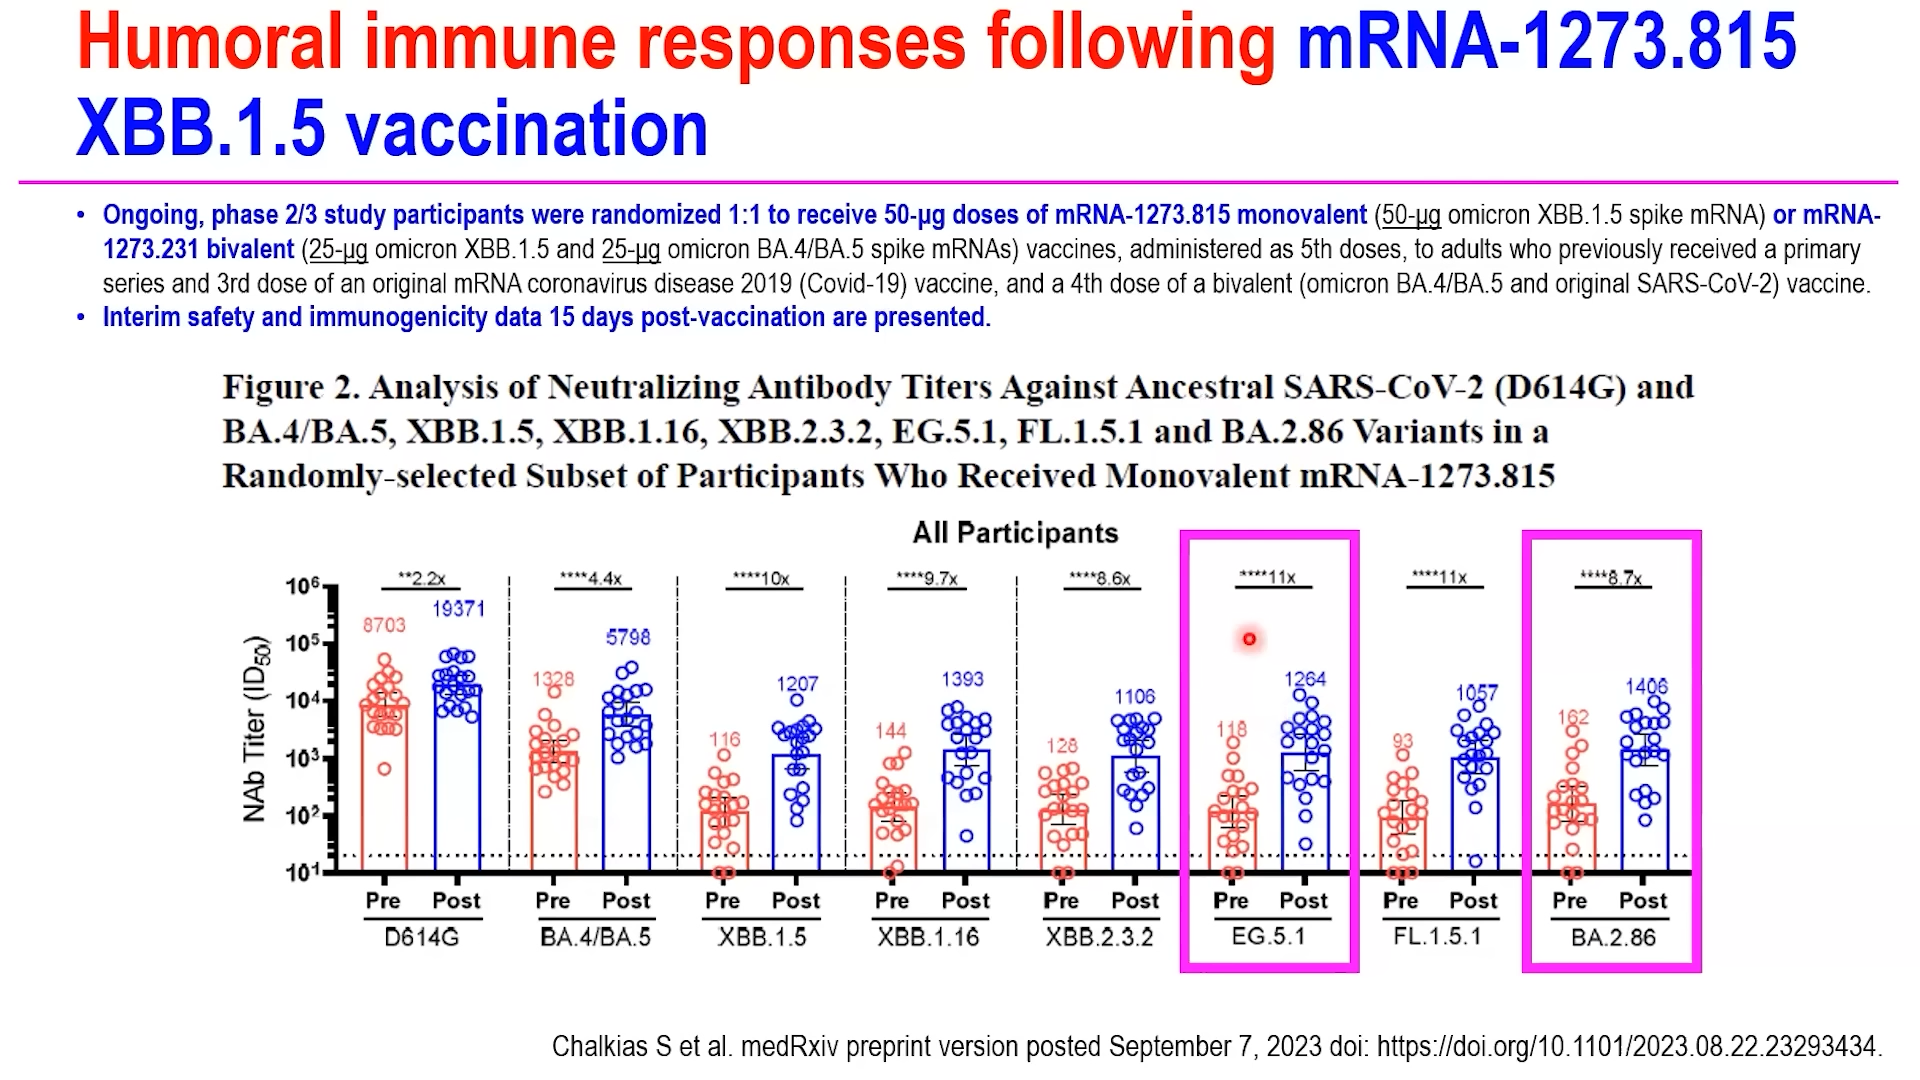 Humoral immune responses following mRNA-1273.815
XBB.1.5 vaccination
• Ongoing, phase 2/3 study participants were randomized 1:1 to receive 50-µg doses of mRNA-1273.815 monovalent (50-µg omicron XBB.1.5 spike mRNA) or mRNA-
1273.231 bivalent (25-µg omicron XBB.1.5 and 25-µg omicron BA.4/BA.5 spike mRNAs) vaccines, administered as 5th doses, to adults who previously received a primary
series and 3rd dose of an original mRNA coronavirus disease 2019 (Covid-19) vaccine, and a 4th dose of a bivalent (omicron BA.4/BA.5 and original SARS-CoV-2) vaccine.
• Interim safety and immunogenicity data 15 days post-vaccination are presented.
Figure 2. Analysis of Neutralizing Antibody Titers Against Ancestral SARS-CoV-2 (D614G) and
BA.4/BA.5, XBB.1.5, XBB.1.16, XBB.2.3.2, EG.5.1, FL.1.5.1 and BA.2.86 Variants in a
Randomly-selected Subset of Participants Who Received Monovalent mRNA-1273.815
All Participants
NAb Titer (ID50)
10^6
10^5
10^4
10^3
10^2
10^1
**2.2x ****4.4x ****10x ****9.7x ****8.6x ****11x ****11x ****8.7x
8703 19371 1328 5798 116 1207 144 1393 128 1106 118 1264 93 1057 162 1406
Pre Post Pre Post Pre Post Pre Post Pre Post Pre Post Pre Post Pre Post
D614G BA.4/BA.5 XBB.1.5 XBB.1.16 XBB.2.3.2 EG.5.1 FL.1.5.1 BA.2.86
Chalkias S et al. medRxiv preprint version posted September 7, 2023 doi: https://doi.org/10.1101/2023.08.22.23293434.